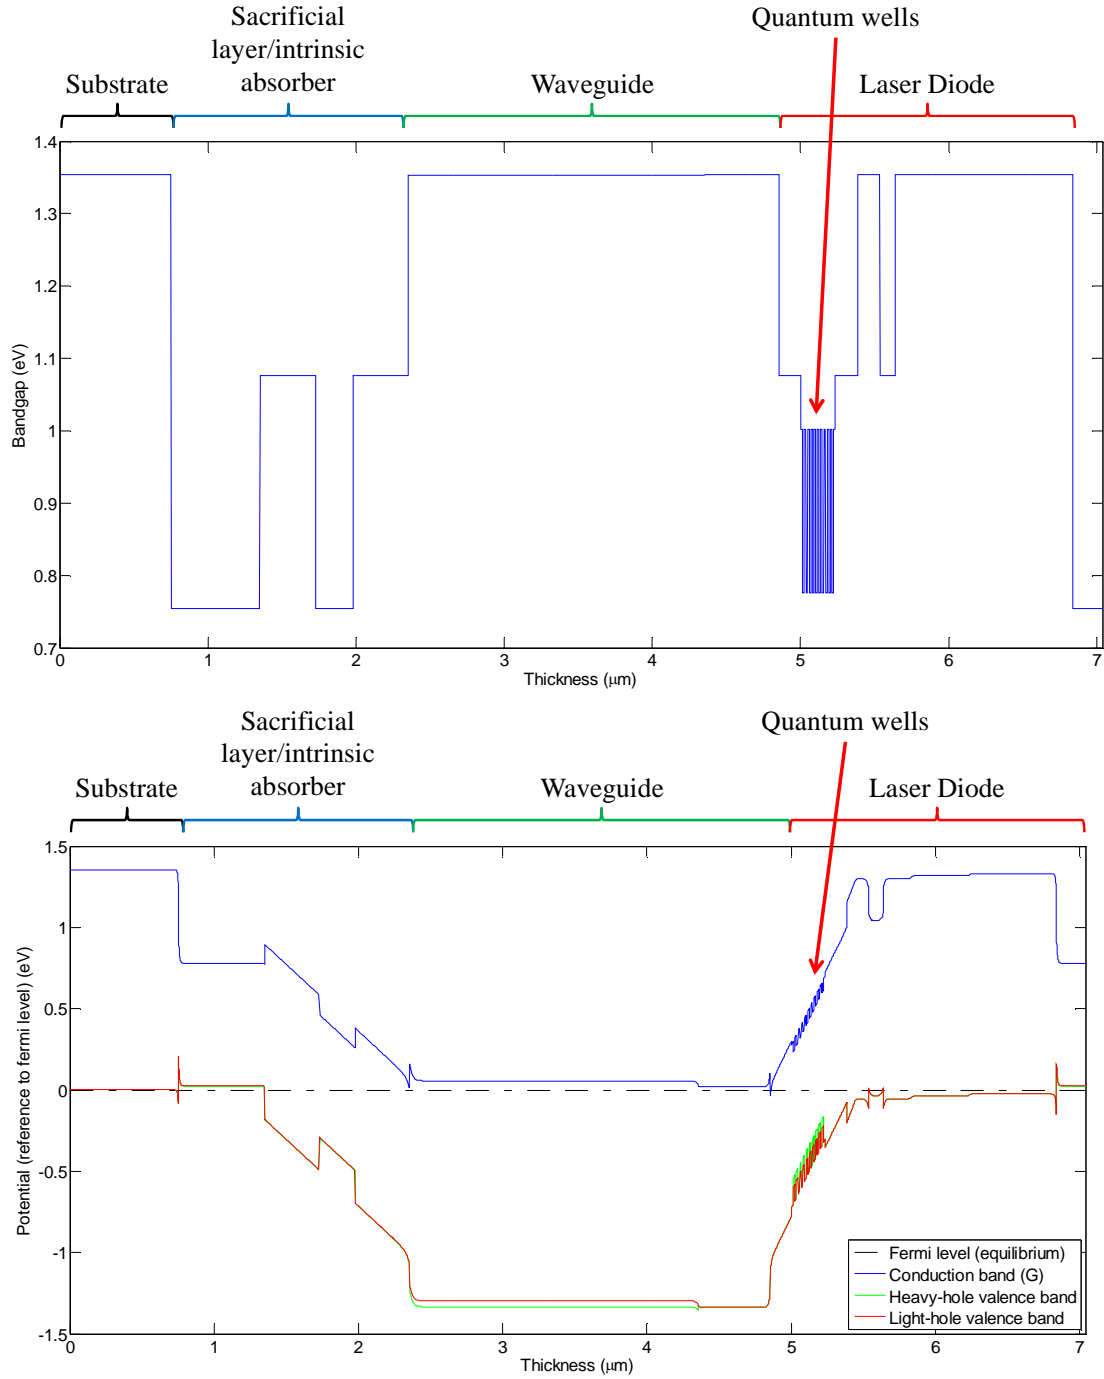 Quantum wells
Sacrificial
layer/intrinsic
absorber
Substrate
Waveguide
Laser Diode
1.4
1.3
1.2
1.1
1
0.9
0.8
0.7
Bandgap (eV)
0
1
2
3
4
5
6
7
Thickness (μm)
Sacrificial
layer/intrinsic
absorber
Quantum wells
Substrate
Waveguide
Laser Diode
1.5
1
0.5
0
-0.5
-1
-1.5
Potential (reference to fermi level) (eV)
Fermi level (equilibrium)
Conduction band (G)
Heavy-hole valence band
Light-hole valence band
0
1
2
3
4
5
6
7
Thickness (μm)